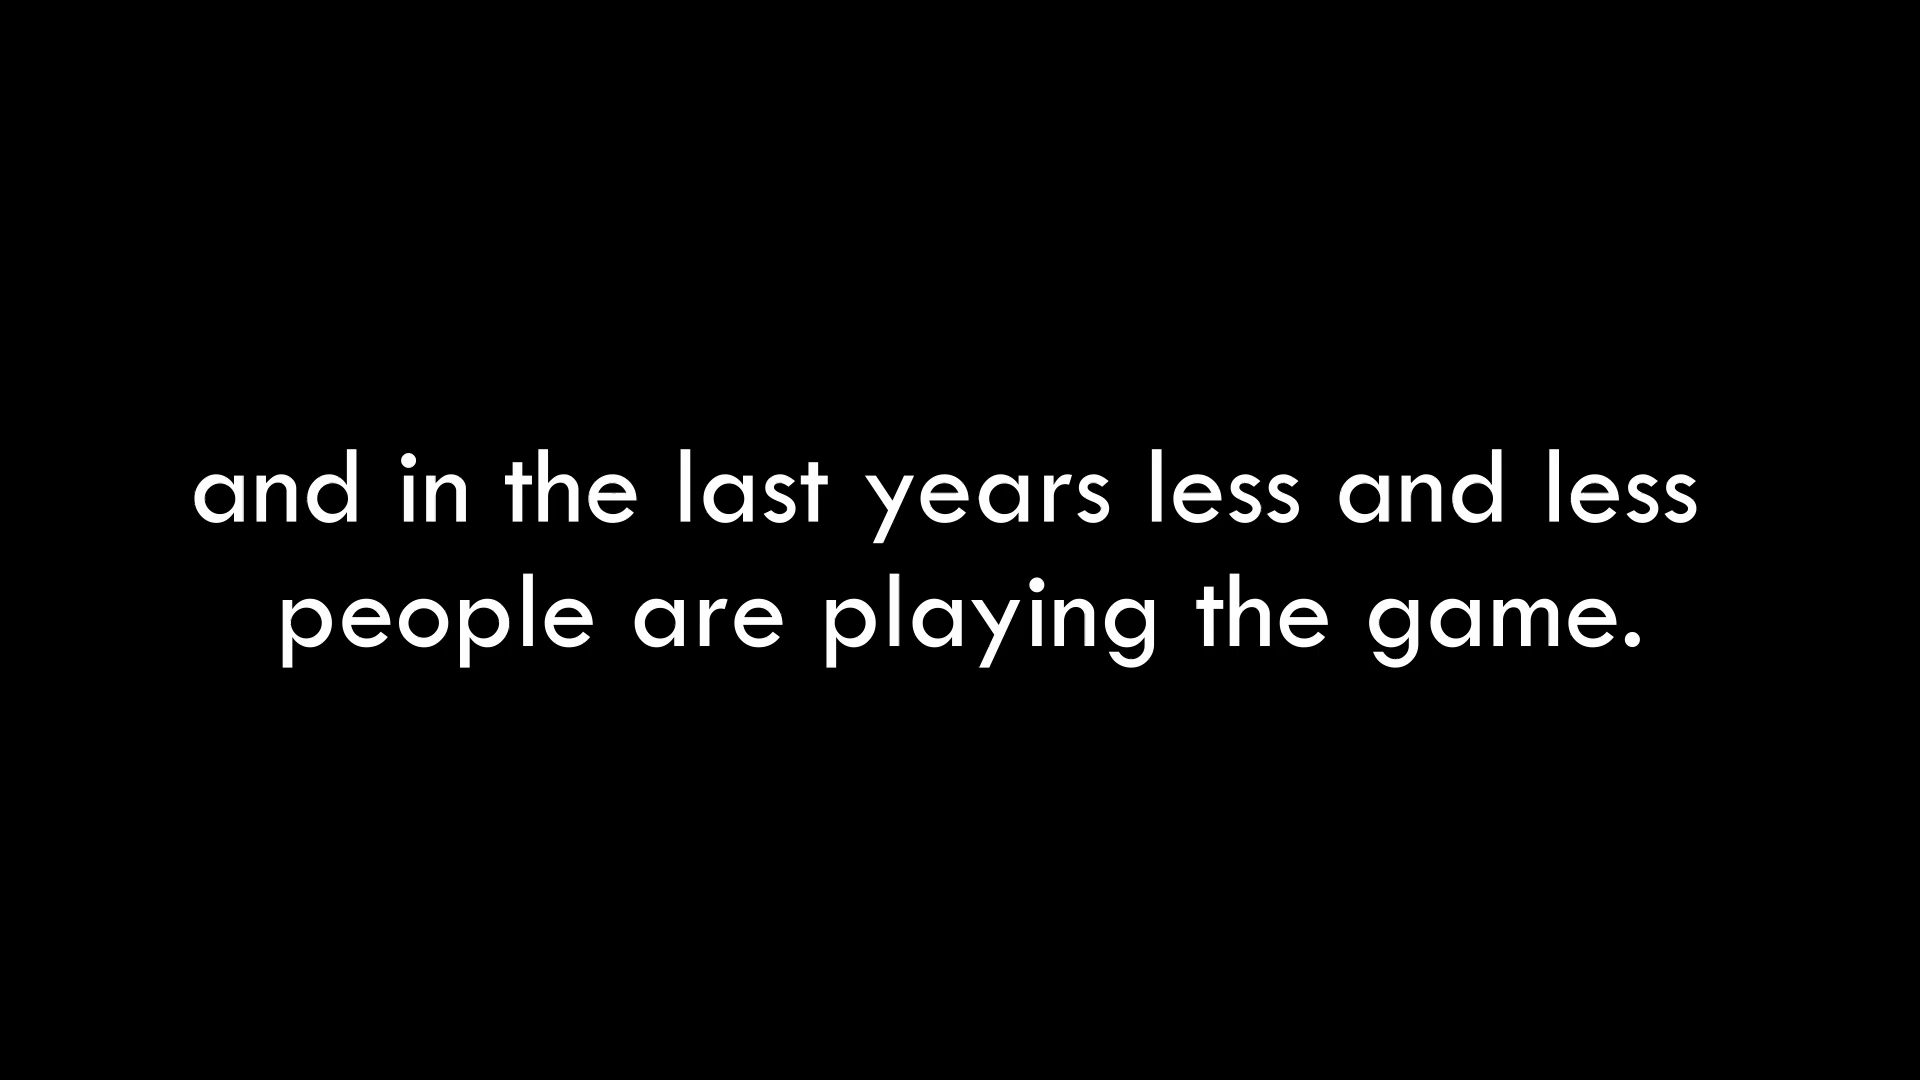 and in the last years less and less
people are playing the game.